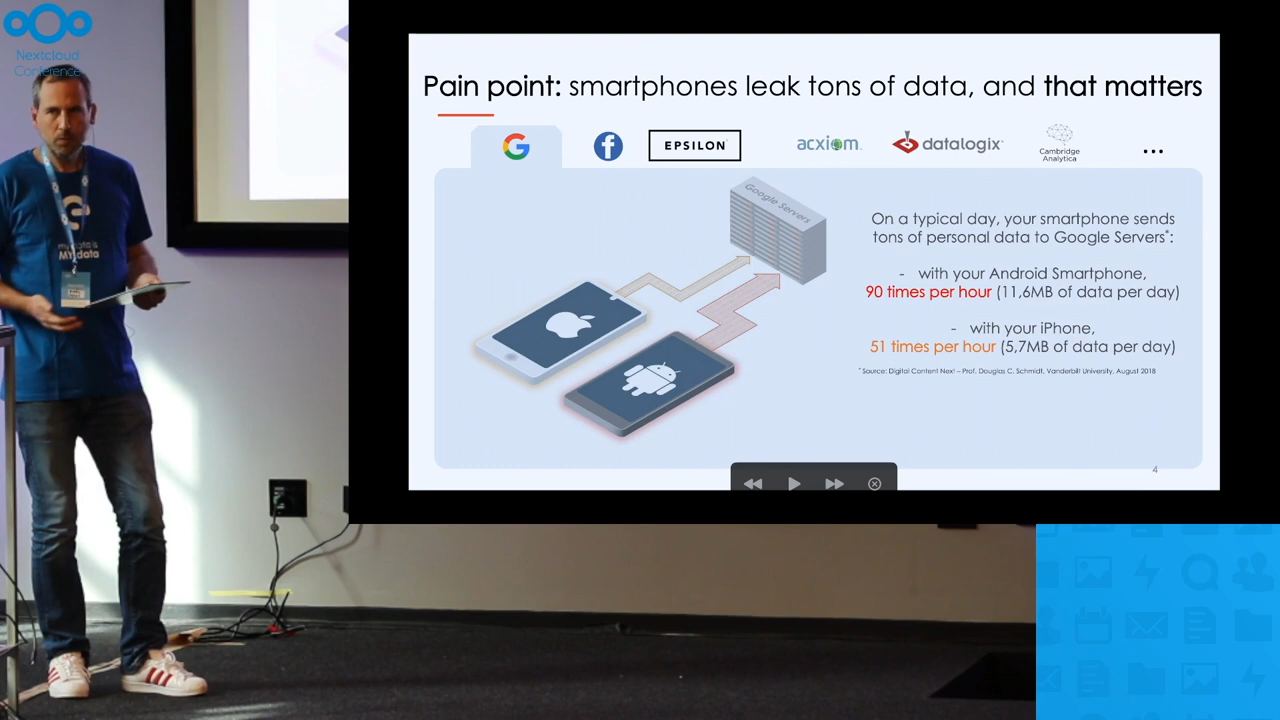 Nextcloud
Conference
my data is
MY data
Pain point: smartphones leak tons of data, and that matters
EPSILON
acxiom.
datalogix
Cambridge
Analytica
...
Google Servers
On a typical day, your smartphone sends
tons of personal data to Google Servers*:
- with your Android Smartphone,
90 times per hour (11,6MB of data per day)
- with your iPhone,
51 times per hour (5,7MB of data per day)
* Source: Digital Content Next – Prof. Douglas C. Schmidt, Vanderbilt University, August 2018
4